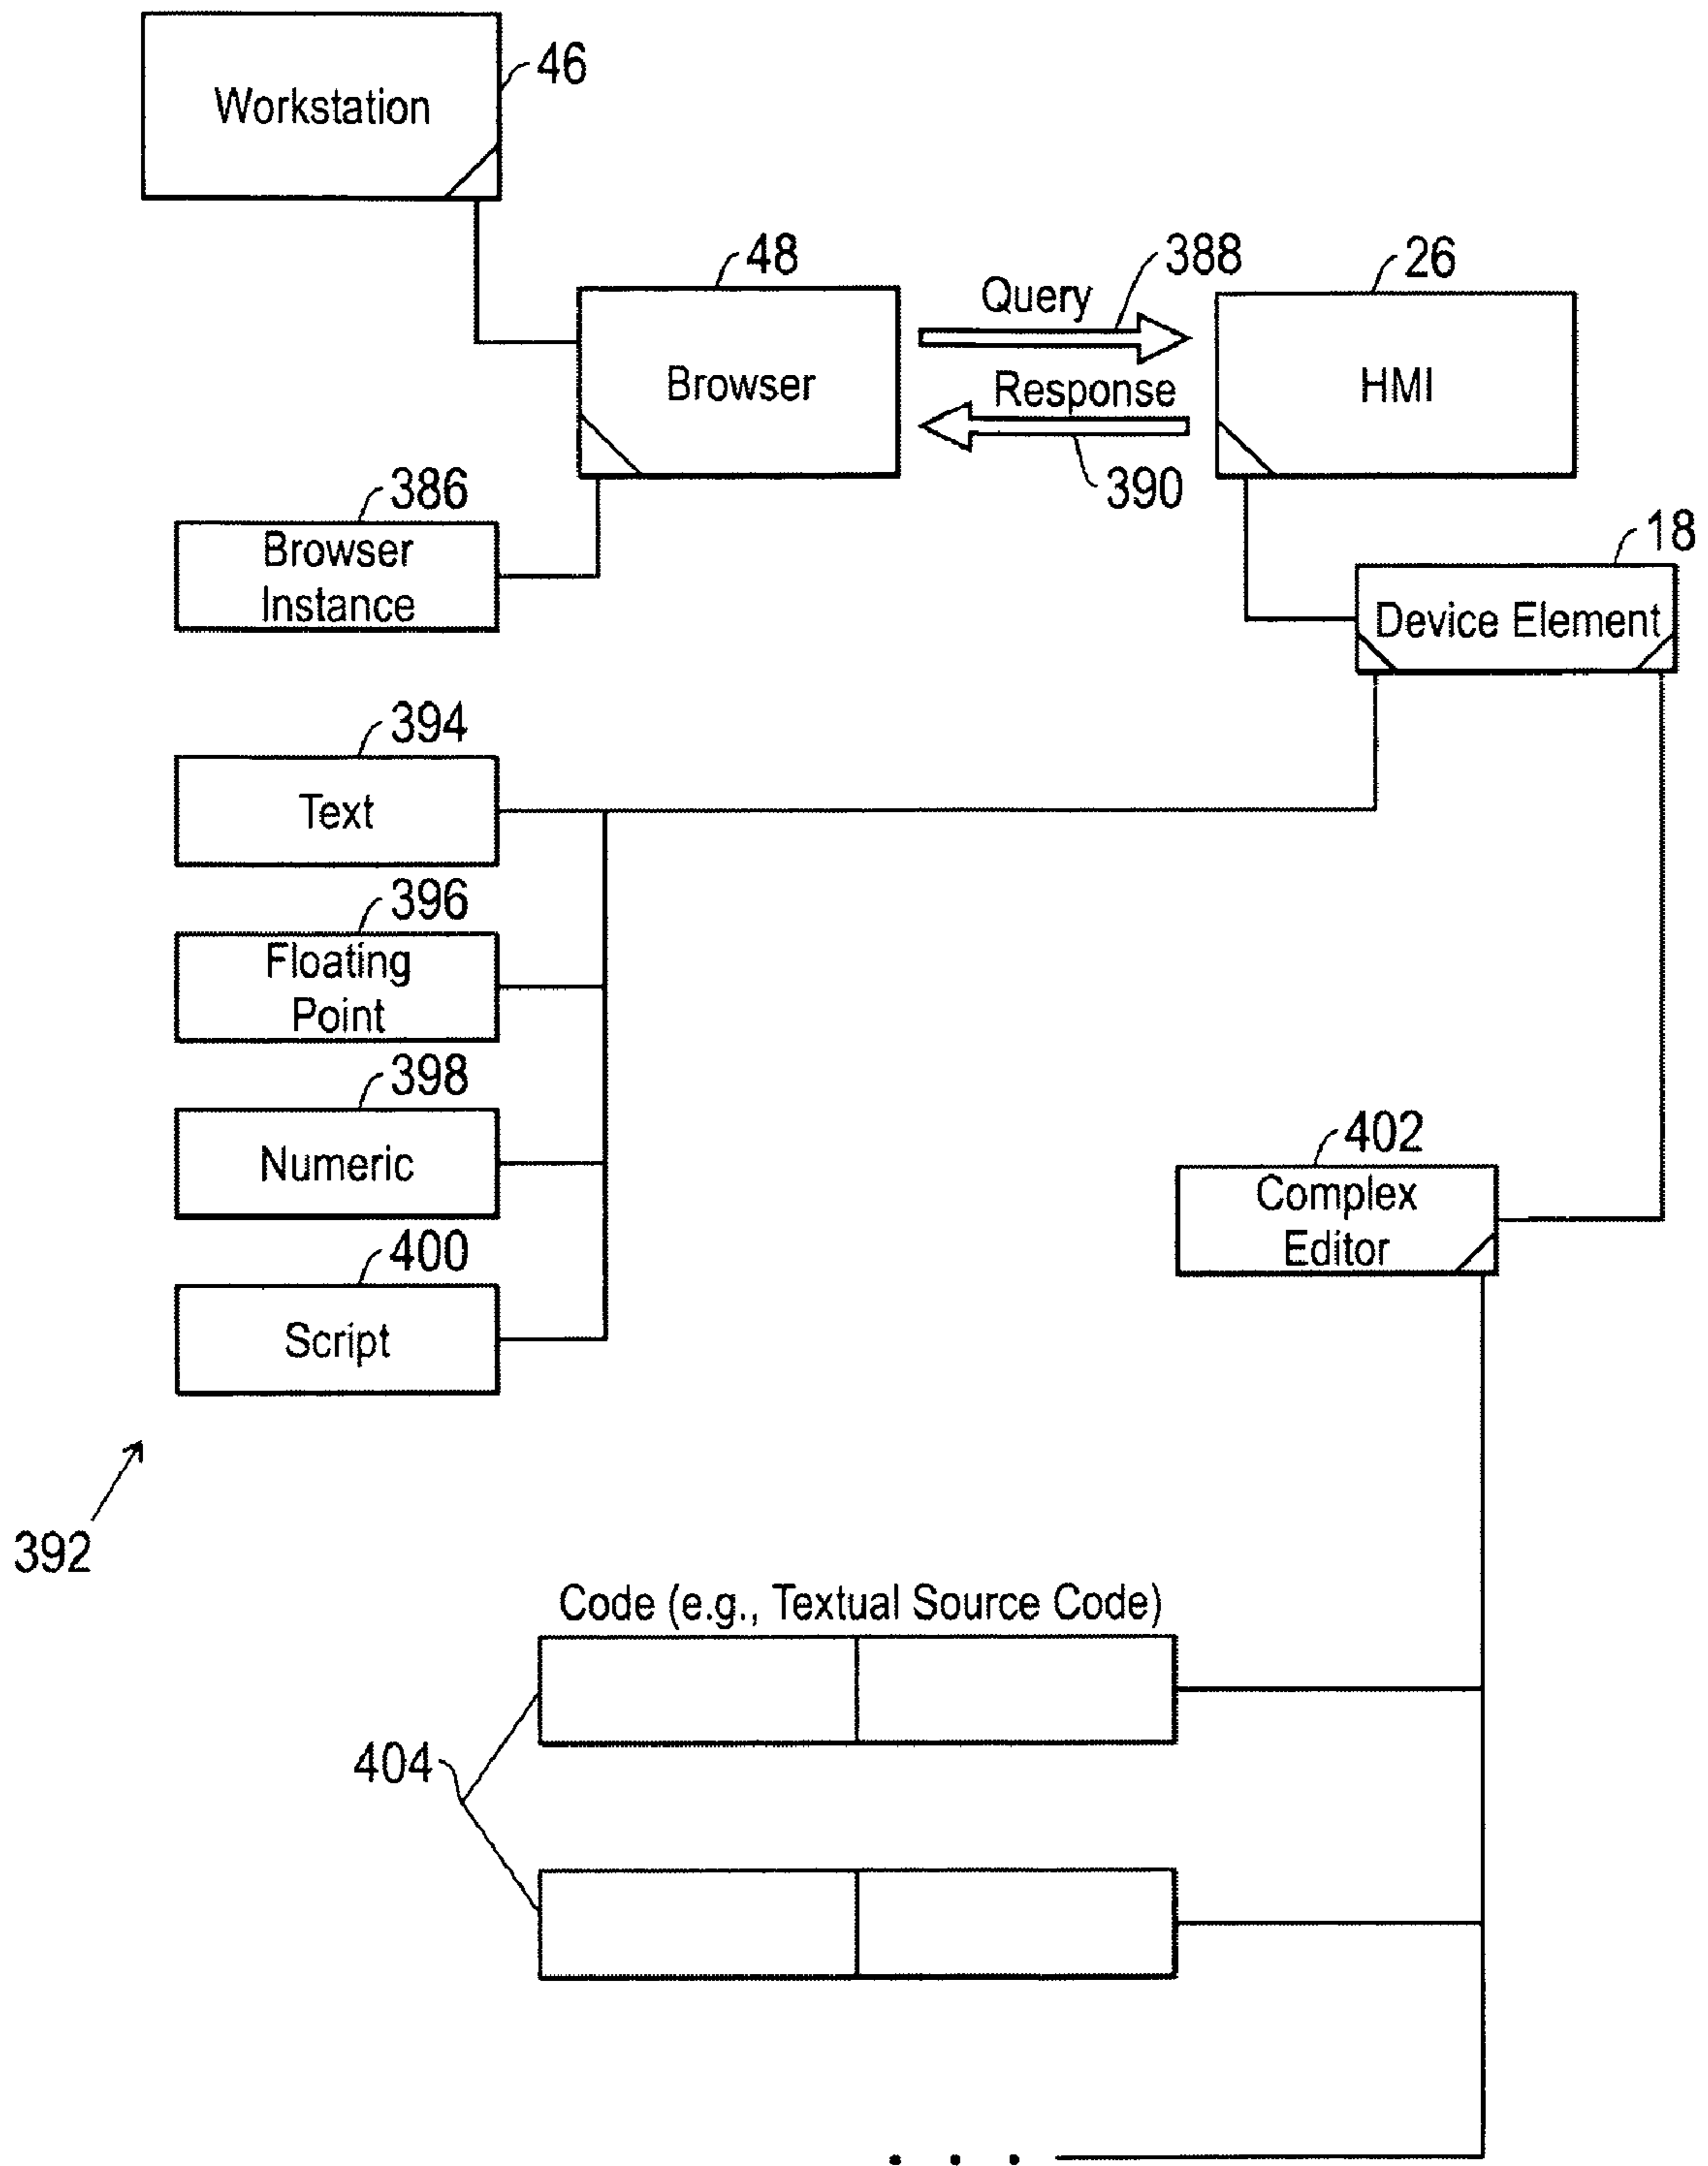 46
Workstation
48
388
26
Query
Browser
Response
HMI
390
386
18
Browser
Instance
Device Element
394
Text
396
Floating
Point
398
Numeric
402
Complex
Editor
400
Script
392
Code (e.g., Textual Source Code)
404
. . .